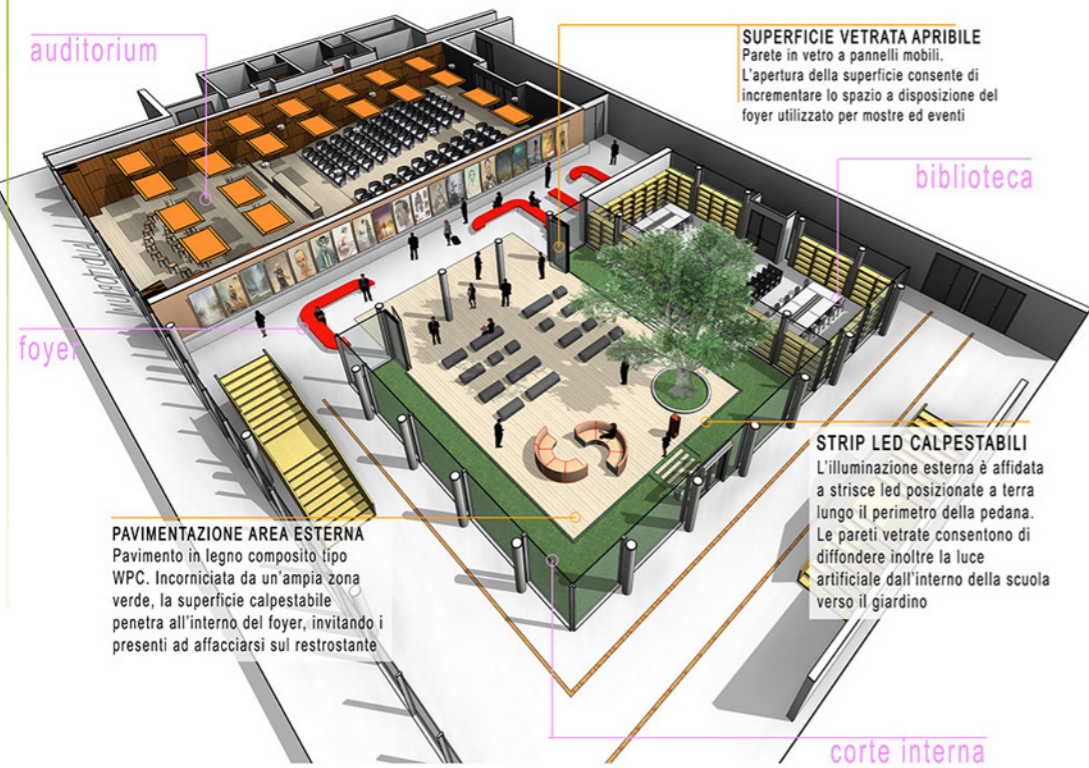 auditorium
SUPERFICIE VETRATA APRIBILE
Parete in vetro a pannelli mobili.
L'apertura della superficie consente di
incrementare lo spazio a disposizione del
foyer utilizzato per mostre ed eventi
biblioteca
foyer
STRIP LED CALPESTABILI
L'illuminazione esterna è affidata
a strisce led posizionate a terra
lungo il perimetro della pedana.
Le pareti vetrate consentono di
diffondere inoltre la luce
artificiale dall'interno della scuola
verso il giardino
PAVIMENTAZIONE AREA ESTERNA
Pavimento in legno composito tipo
WPC. Incorniciata da un'ampia zona
verde, la superficie calpestabile
penetra all'interno del foyer, invitando i
presenti ad affacciarsi sul restrostante
corte interna